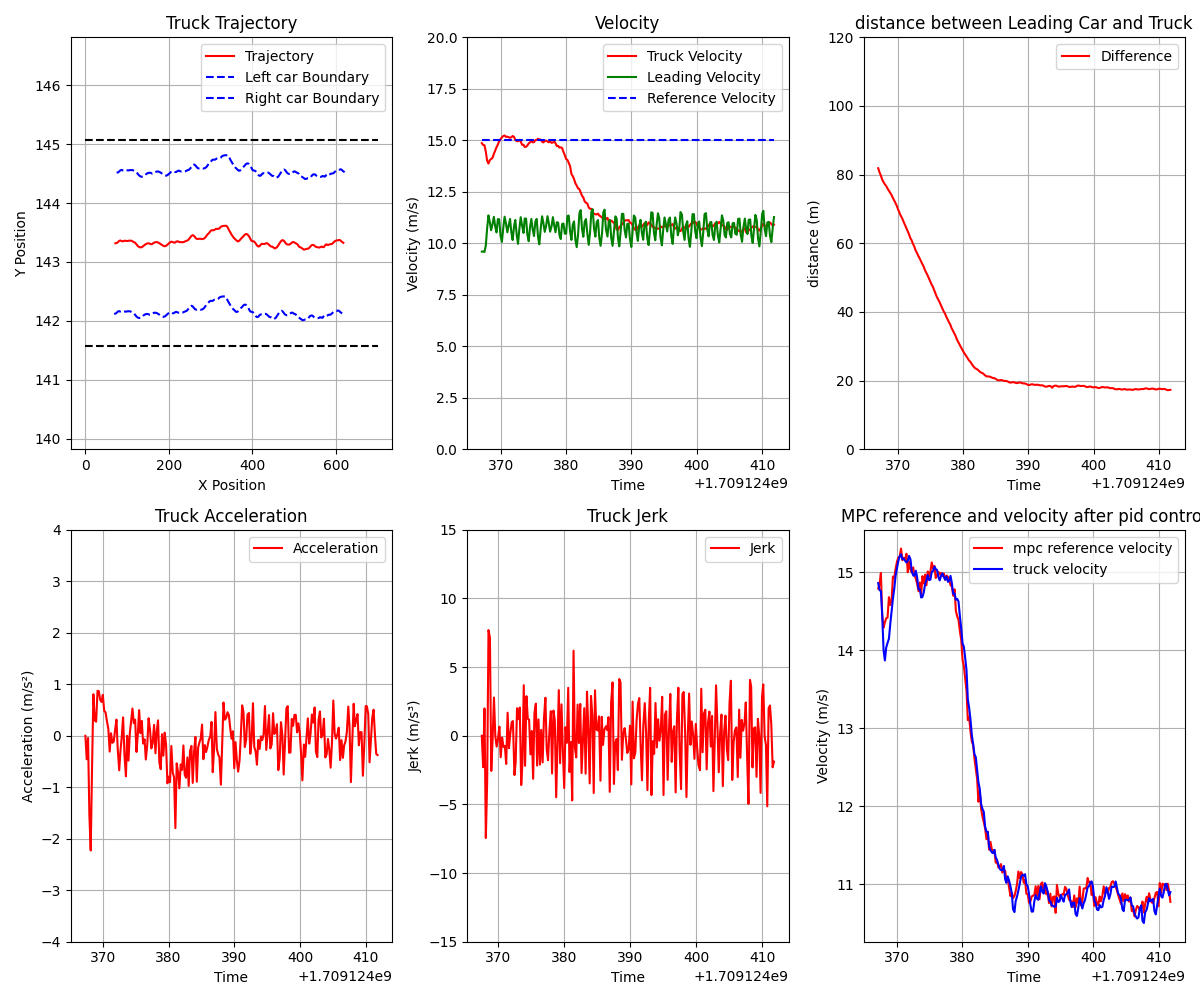 Truck Trajectory
Trajectory
Left car Boundary
Right car Boundary
146
145
144
143
142
141
140
Y Position
0 200 400 600
X Position
Velocity
Truck Velocity
Leading Velocity
Reference Velocity
20.0
17.5
15.0
12.5
10.0
7.5
5.0
2.5
0.0
Velocity (m/s)
370 380 390 400 410
Time
+1.709124e9
distance between Leading Car and Truck
Difference
120
100
80
60
40
20
0
distance (m)
370 380 390 400 410
Time
+1.709124e9
Truck Acceleration
Acceleration
4
3
2
1
0
−1
−2
−3
−4
Acceleration (m/s²)
370 380 390 400 410
Time
+1.709124e9
Truck Jerk
Jerk
15
10
5
0
−5
−10
−15
Jerk (m/s³)
370 380 390 400 410
Time
+1.709124e9
MPC reference and velocity after pid contro
mpc reference velocity
truck velocity
15
14
13
12
11
Velocity (m/s)
370 380 390 400 410
Time
+1.709124e9